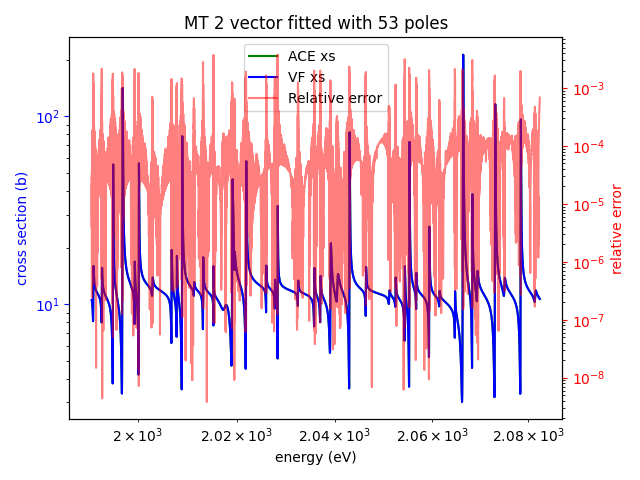 MT 2 vector fitted with 53 poles
ACE xs
VF xs
Relative error
cross section (b)
10²
10¹
10⁻³
10⁻⁴
10⁻⁵
10⁻⁶
10⁻⁷
10⁻⁸
relative error
2 × 10³
2.02 × 10³
2.04 × 10³
2.06 × 10³
2.08 × 10³
energy (eV)